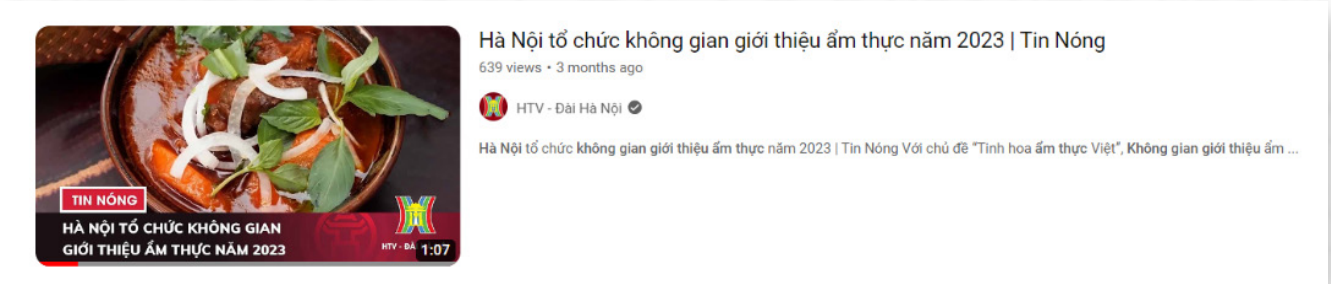 Hà Nội tổ chức không gian giới thiệu ẩm thực năm 2023 | Tin Nóng
639 views • 3 months ago
HTV - Đài Hà Nội
Hà Nội tổ chức không gian giới thiệu ẩm thực năm 2023 | Tin Nóng Với chủ đề “Tinh hoa ẩm thực Việt”, Không gian giới thiệu ẩm ...
TIN NÓNG
HÀ NỘI TỔ CHỨC KHÔNG GIAN
GIỚI THIỆU ẨM THỰC NĂM 2023
HTV - ĐÀ
1:07